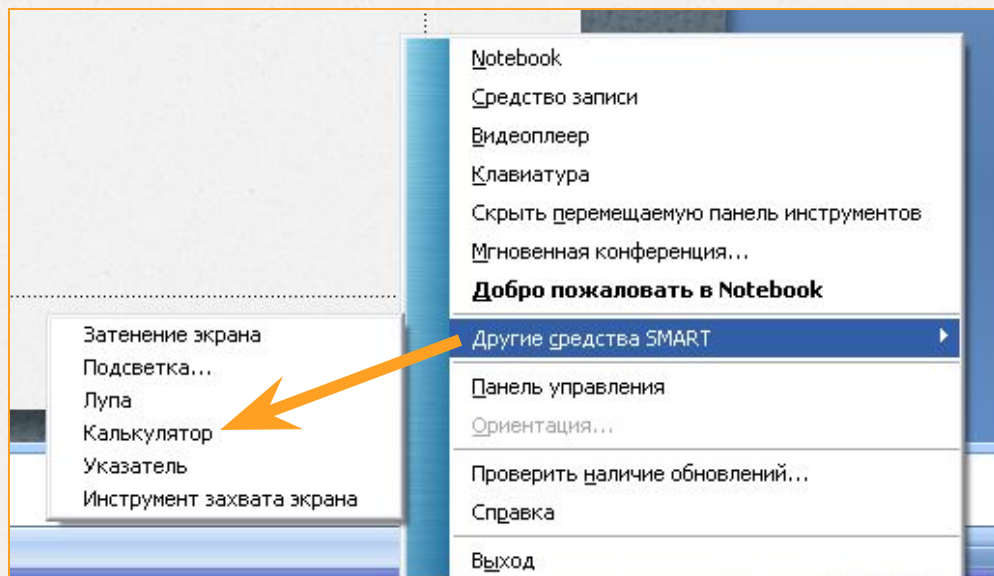 Notebook
Средство записи
Видеоплеер
Клавиатура
Скрыть перемещаемую панель инструментов
Мгновенная конференция...
Добро пожаловать в Notebook
Другие средства SMART
Панель управления
Ориентация...
Проверить наличие обновлений...
Справка
Выход
Затенение экрана
Подсветка...
Лупа
Калькулятор
Указатель
Инструмент захвата экрана